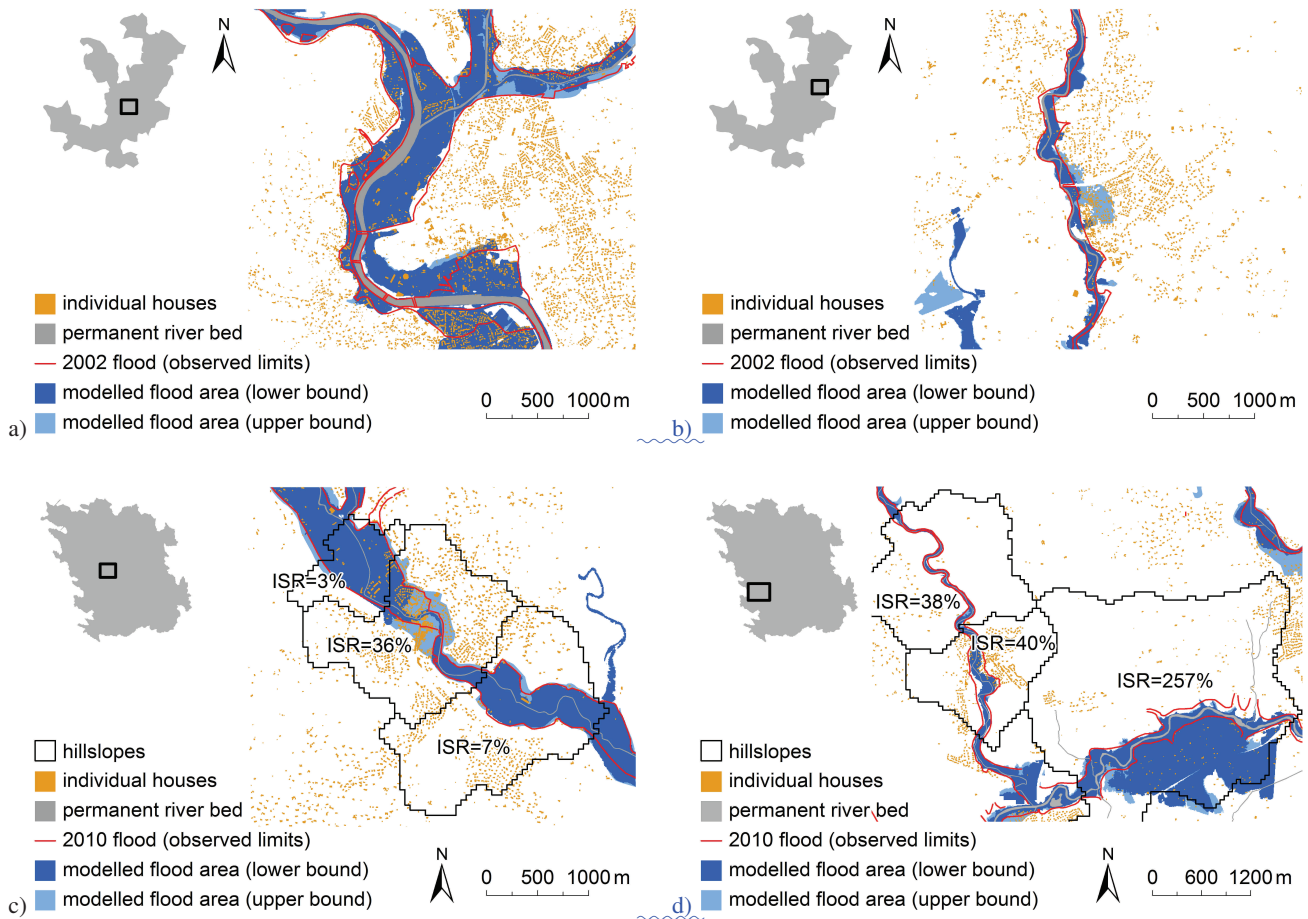 N
individual houses
permanent river bed
2002 flood (observed limits)
modelled flood area (lower bound)
modelled flood area (upper bound)
0 500 1000 m
a)
N
individual houses
permanent river bed
2002 flood (observed limits)
modelled flood area (lower bound)
modelled flood area (upper bound)
0 500 1000 m
b)
ISR=3%
ISR=36%
ISR=7%
hillslopes
individual houses
permanent river bed
2010 flood (observed limits)
modelled flood area (lower bound)
modelled flood area (upper bound)
N
0 500 1000 m
c)
ISR=38%
ISR=40%
ISR=257%
hillslopes
individual houses
permanent river bed
2010 flood (observed limits)
modelled flood area (lower bound)
modelled flood area (upper bound)
N
0 600 1200 m
d)